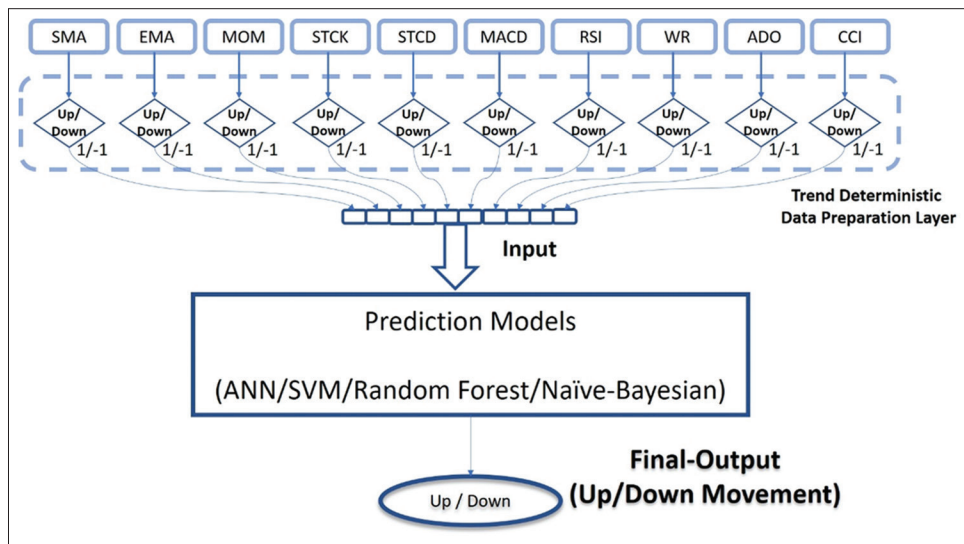 SMA EMA MOM STCK STCD MACD RSI WR ADO CCI
Up/ Up/ Up/ Up/ Up/ Up/ Up/ Up/ Up/ Up/
Down Down Down Down Down Down Down Down Down Down
1/-1 1/-1 1/-1 1/-1 1/-1 1/-1 1/-1 1/-1 1/-1 1/-1
Trend Deterministic
Data Preparation Layer
Input
Prediction Models
(ANN/SVM/Random Forest/Naïve-Bayesian)
Final-Output
(Up/Down Movement)
Up / Down